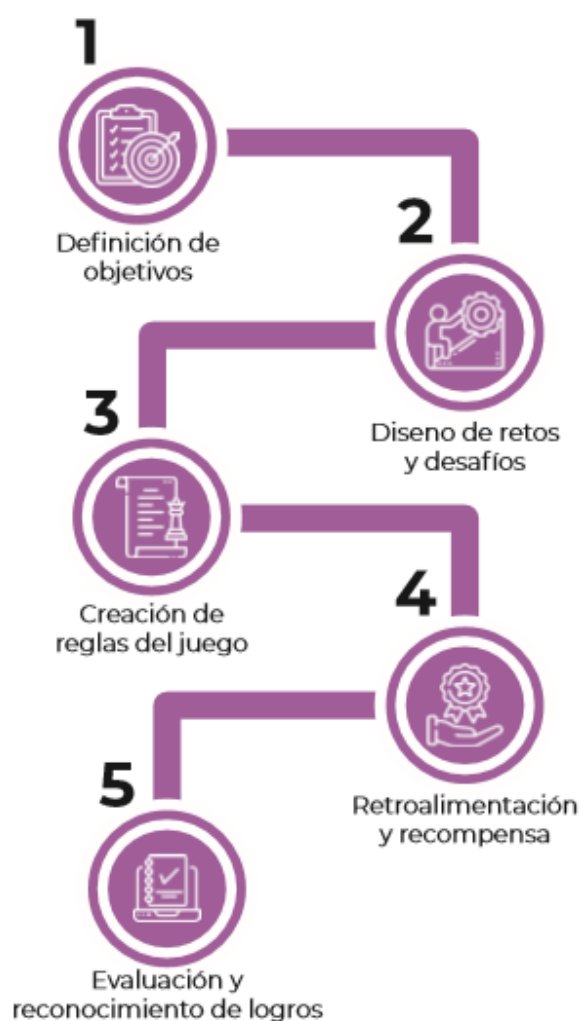 1
Definición de
objetivos
2
Diseno de retos
y desafíos
3
Creación de
reglas del juego
4
Retroalimentación
y recompensa
5
Evaluación y
reconocimiento de logros